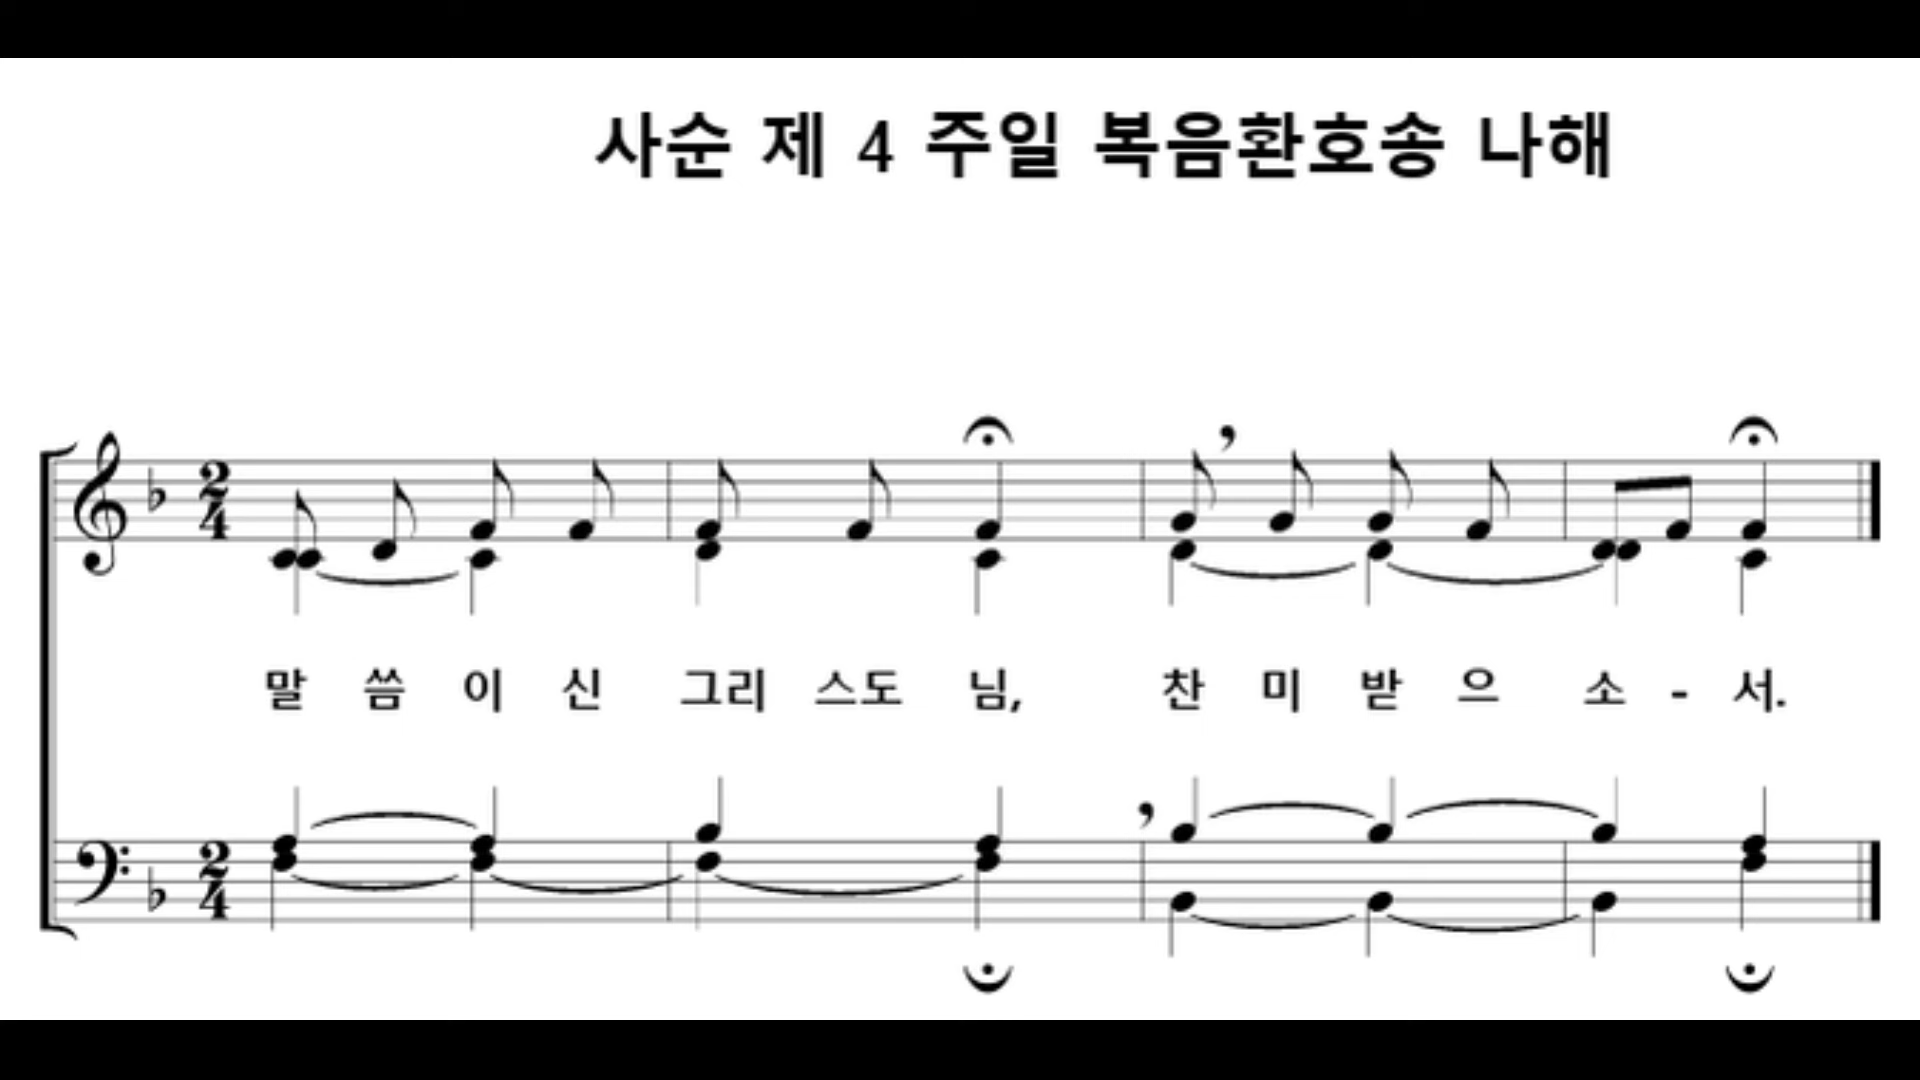 사순 제 4 주일 복음환호송 나해
말 씀 이 신 그리 스도 님, 찬 미 받 으 소 - 서.